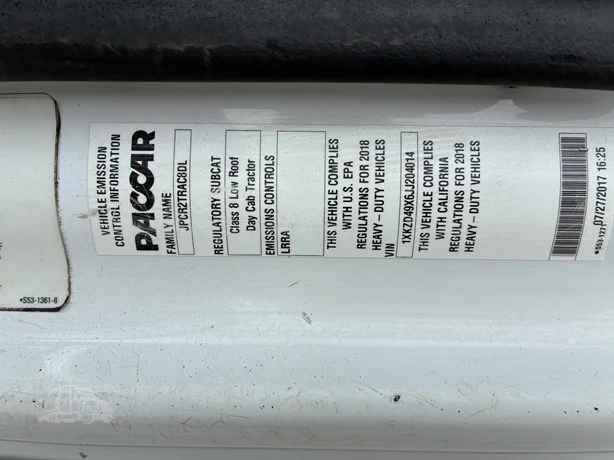 VEHICLE EMISSION
CONTROL INFORMATION
PACCAR
FAMILY NAME
JPCR2TRAC8DL
REGULATORY SUBCAT
Class 8 Low Roof
Day Cab Tractor
EMISSIONS CONTROLS
LRRA
THIS VEHICLE COMPLIES
WITH U.S. EPA
REGULATIONS FOR 2018
HEAVY – DUTY VEHICLES
VIN
1XKZD49X6JJ204014
THIS VEHICLE COMPLIES
WITH CALIFORNIA
REGULATIONS FOR 2018
HEAVY – DUTY VEHICLES
07/27/2017 16:25
•S53-1361-8